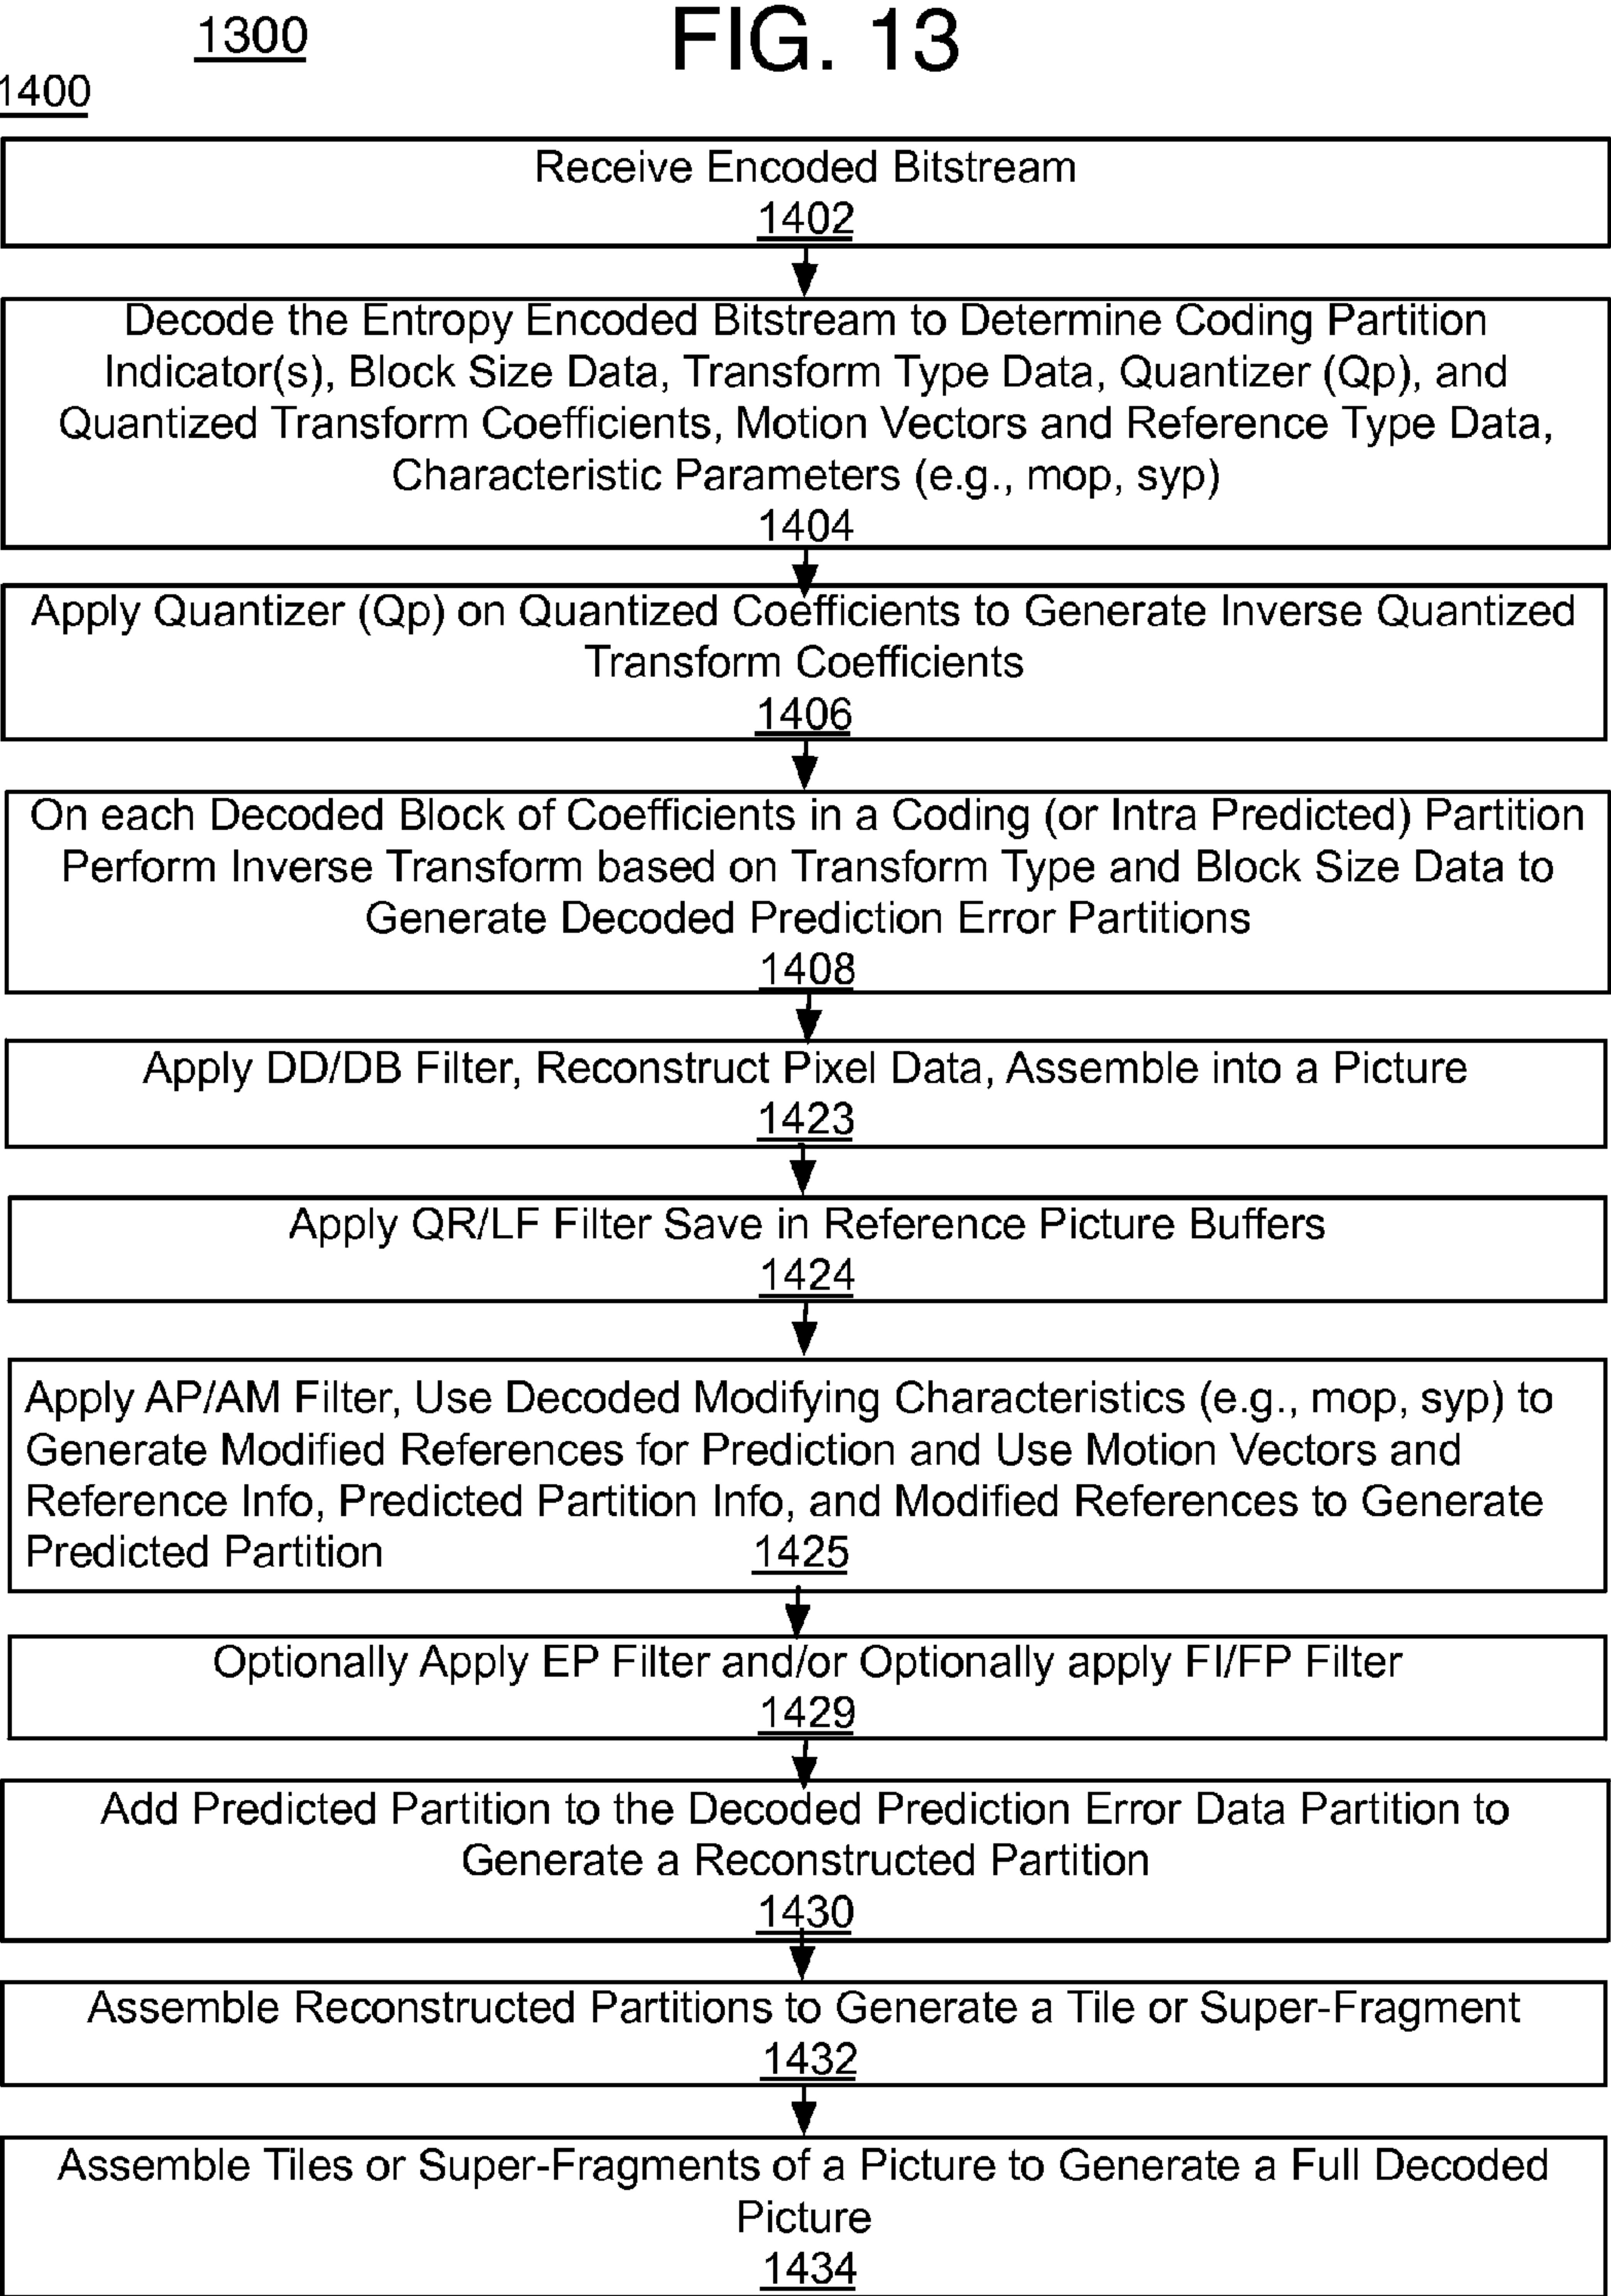 1300
FIG. 13
1400
Receive Encoded Bitstream
1402
Decode the Entropy Encoded Bitstream to Determine Coding Partition
Indicator(s), Block Size Data, Transform Type Data, Quantizer (Qp), and
Quantized Transform Coefficients, Motion Vectors and Reference Type Data,
Characteristic Parameters (e.g., mop, syp)
1404
Apply Quantizer (Qp) on Quantized Coefficients to Generate Inverse Quantized
Transform Coefficients
1406
On each Decoded Block of Coefficients in a Coding (or Intra Predicted) Partition
Perform Inverse Transform based on Transform Type and Block Size Data to
Generate Decoded Prediction Error Partitions
1408
Apply DD/DB Filter, Reconstruct Pixel Data, Assemble into a Picture
1423
Apply QR/LF Filter Save in Reference Picture Buffers
1424
Apply AP/AM Filter, Use Decoded Modifying Characteristics (e.g., mop, syp) to
Generate Modified References for Prediction and Use Motion Vectors and
Reference Info, Predicted Partition Info, and Modified References to Generate
Predicted Partition 1425
Optionally Apply EP Filter and/or Optionally apply FI/FP Filter
1429
Add Predicted Partition to the Decoded Prediction Error Data Partition to
Generate a Reconstructed Partition
1430
Assemble Reconstructed Partitions to Generate a Tile or Super-Fragment
1432
Assemble Tiles or Super-Fragments of a Picture to Generate a Full Decoded
Picture
1434